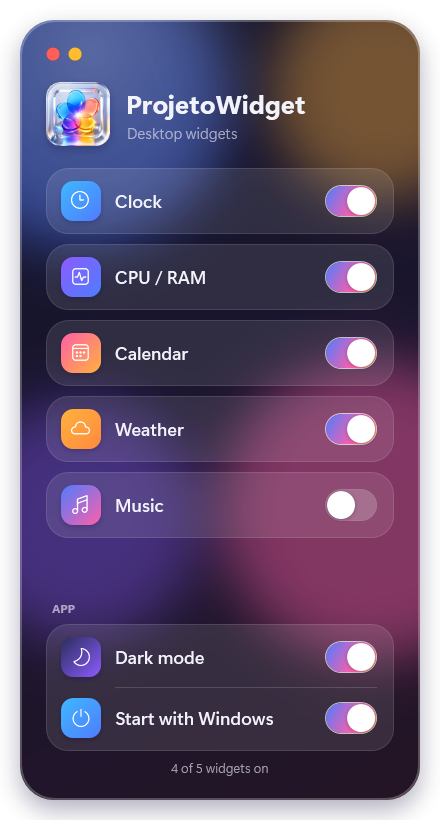 ProjetoWidget
Desktop widgets
Clock
CPU / RAM
Calendar
Weather
Music
APP
Dark mode
Start with Windows
4 of 5 widgets on